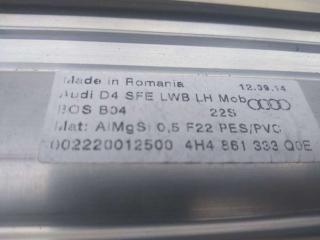 Made in Romania 12.09.14
Audi D4 SFE LWB LH Mob
BOS B04 22S
Mat: AlMgSi 0,5 F22 PES/PVC
002220012500 4H4 861 333 Q0E